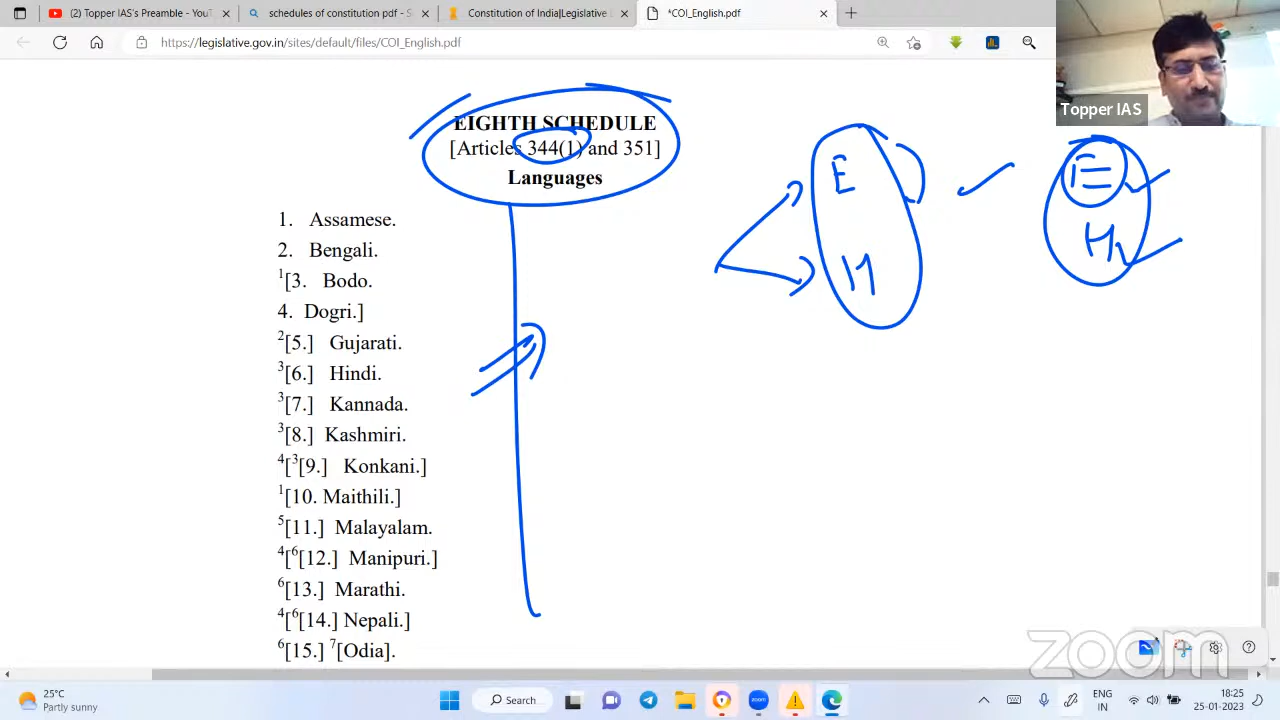 (2) Topper IAS's Preamble - YouT
schedules of constitution pdf - S
Constitution of India|Legislative D
*COI_English.pdf
https://legislative.gov.in/sites/default/files/COI_English.pdf
Topper IAS
EIGHTH SCHEDULE
[Articles 344(1) and 351]
Languages
E
H
E
H
1. Assamese.
2. Bengali.
1[3. Bodo.
4. Dogri.]
2[5.] Gujarati.
3[6.] Hindi.
3[7.] Kannada.
3[8.] Kashmiri.
4[3[9.] Konkani.]
1[10. Maithili.]
5[11.] Malayalam.
4[6[12.] Manipuri.]
6[13.] Marathi.
4[6[14.] Nepali.]
6[15.] 7[Odia].
zoom
25°C
Partly sunny
Search
zoom
ENG
IN
18:25
25-01-2023